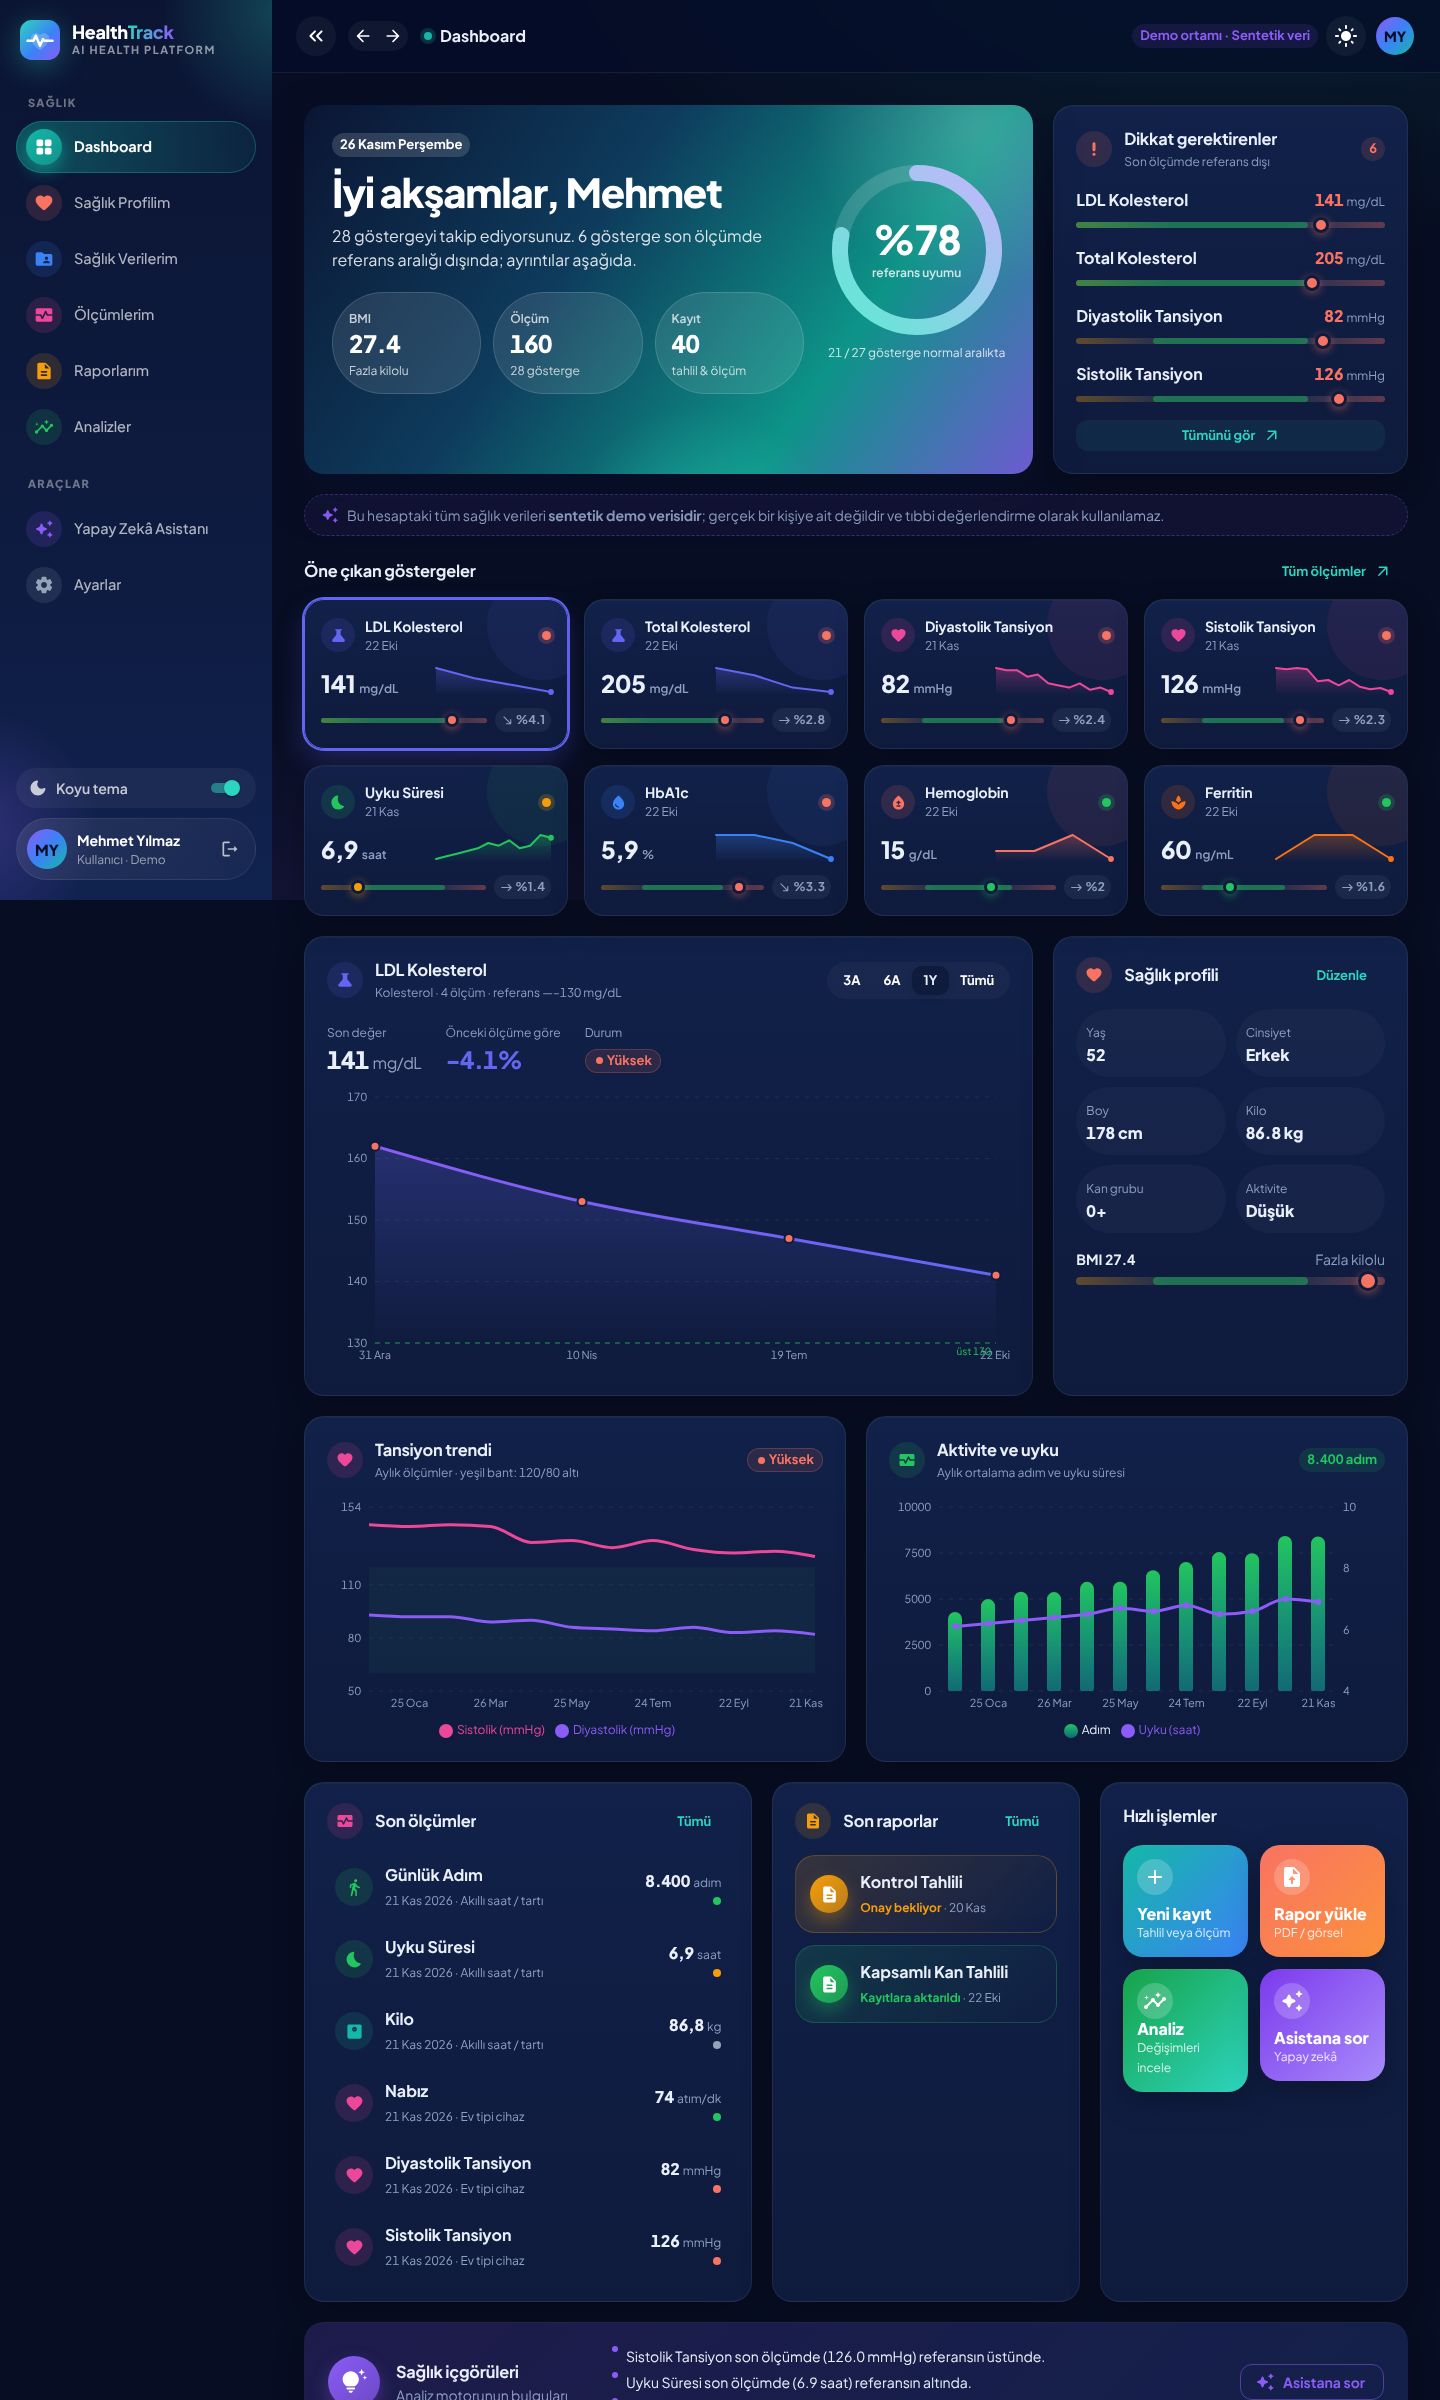 HealthTrack
AI HEALTH PLATFORM
SAĞLIK
Dashboard
Sağlık Profilim
Sağlık Verilerim
Ölçümlerim
Raporlarım
Analizler
ARAÇLAR
Yapay Zekâ Asistanı
Ayarlar
Koyu tema
MY
Mehmet Yılmaz
Kullanıcı · Demo
Dashboard
Demo ortamı · Sentetik veri
MY
26 Kasım Perşembe
İyi akşamlar, Mehmet
28 göstergeyi takip ediyorsunuz. 6 gösterge son ölçümde
referans aralığı dışında; ayrıntılar aşağıda.
BMI
27.4
Fazla kilolu
Ölçüm
160
28 gösterge
Kayıt
40
tahlil & ölçüm
%78
referans uyumu
21 / 27 gösterge normal aralıkta
Dikkat gerektirenler
Son ölçümde referans dışı
6
LDL Kolesterol 141 mg/dL
Total Kolesterol 205 mg/dL
Diyastolik Tansiyon 82 mmHg
Sistolik Tansiyon 126 mmHg
Tümünü gör
Bu hesaptaki tüm sağlık verileri sentetik demo verisidir; gerçek bir kişiye ait değildir ve tıbbi değerlendirme olarak kullanılamaz.
Öne çıkan göstergeler
Tüm ölçümler
LDL Kolesterol
22 Eki
141 mg/dL
↘ %4.1
Total Kolesterol
22 Eki
205 mg/dL
→ %2.8
Diyastolik Tansiyon
21 Kas
82 mmHg
→ %2.4
Sistolik Tansiyon
21 Kas
126 mmHg
→ %2.3
Uyku Süresi
21 Kas
6,9 saat
→ %1.4
HbA1c
22 Eki
5,9 %
↘ %3.3
Hemoglobin
22 Eki
15 g/dL
→ %2
Ferritin
22 Eki
60 ng/mL
→ %1.6
LDL Kolesterol
Kolesterol · 4 ölçüm · referans —–130 mg/dL
3A 6A 1Y Tümü
Son değer
141 mg/dL
Önceki ölçüme göre
-4.1%
Durum
Yüksek
170
160
150
140
130
üst 130
31 Ara 10 Nis 19 Tem 22 Eki
Sağlık profili
Düzenle
Yaş
52
Cinsiyet
Erkek
Boy
178 cm
Kilo
86.8 kg
Kan grubu
0+
Aktivite
Düşük
BMI 27.4 Fazla kilolu
Tansiyon trendi
Aylık ölçümler · yeşil bant: 120/80 altı
Yüksek
154
110
80
50
25 Oca 26 Mar 25 May 24 Tem 22 Eyl 21 Kas
Sistolik (mmHg) Diyastolik (mmHg)
Aktivite ve uyku
Aylık ortalama adım ve uyku süresi
8.400 adım
10000
7500
5000
2500
0
10
8
6
4
25 Oca 26 Mar 25 May 24 Tem 22 Eyl 21 Kas
Adım Uyku (saat)
Son ölçümler
Tümü
Günlük Adım
21 Kas 2026 · Akıllı saat / tartı
8.400 adım
Uyku Süresi
21 Kas 2026 · Akıllı saat / tartı
6,9 saat
Kilo
21 Kas 2026 · Akıllı saat / tartı
86,8 kg
Nabız
21 Kas 2026 · Ev tipi cihaz
74 atım/dk
Diyastolik Tansiyon
21 Kas 2026 · Ev tipi cihaz
82 mmHg
Sistolik Tansiyon
21 Kas 2026 · Ev tipi cihaz
126 mmHg
Son raporlar
Tümü
Kontrol Tahlili
Onay bekliyor · 20 Kas
Kapsamlı Kan Tahlili
Kayıtlara aktarıldı · 22 Eki
Hızlı işlemler
Yeni kayıt
Tahlil veya ölçüm
Rapor yükle
PDF / görsel
Analiz
Değişimleri
incele
Asistana sor
Yapay zekâ
Sağlık içgörüleri
Analiz motorunun bulguları
Sistolik Tansiyon son ölçümde (126.0 mmHg) referansın üstünde.
Uyku Süresi son ölçümde (6.9 saat) referansın altında.
Asistana sor